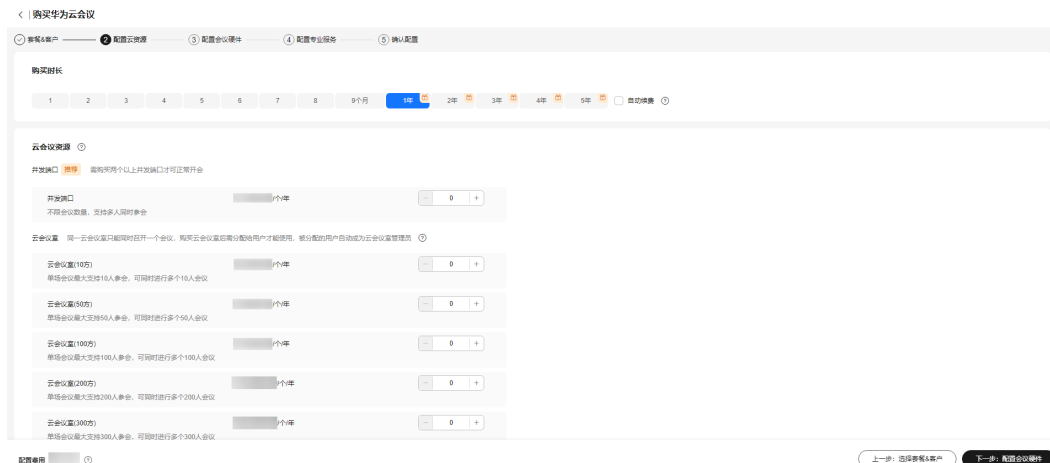 购买华为云会议
套餐&客户 2 配置云资源 3 配置会议硬件 4 配置专业服务 5 确认配置
购买时长
1 2 3 4 5 6 7 8 9个月 1年 2年 3年 4年 5年 自动续费
云会议资源
并发端口 推荐 需购买两个以上并发端口才可正常开会
并发端口 /个/年 0
不限会议数量，支持多人同时参会
云会议室 同一云会议室只能同时召开一个会议，购买云会议室后需分配给用户才能使用，被分配的用户自动成为云会议室管理员
云会议室(10方) /个/年 0
单场会议最大支持10人参会，可同时进行多个10人会议
云会议室(50方) /个/年 0
单场会议最大支持50人参会，可同时进行多个50人会议
云会议室(100方) /个/年 0
单场会议最大支持100人参会，可同时进行多个100人会议
云会议室(200方) /个/年 0
单场会议最大支持200人参会，可同时进行多个200人会议
云会议室(300方) /个/年 0
单场会议最大支持300人参会，可同时进行多个300人会议
配置费用 上一步：选择套餐&客户 下一步：配置会议硬件